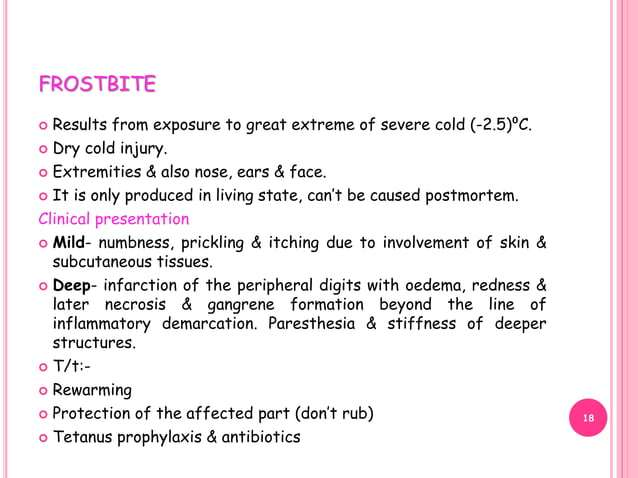 FROSTBITE
Results from exposure to great extreme of severe cold (-2.5)⁰C.
Dry cold injury.
Extremities & also nose, ears & face.
It is only produced in living state, can't be caused postmortem.
Clinical presentation
Mild- numbness, prickling & itching due to involvement of skin &
subcutaneous tissues.
Deep- infarction of the peripheral digits with oedema, redness &
later necrosis & gangrene formation beyond the line of
inflammatory demarcation. Paresthesia & stiffness of deeper
structures.
T/t:-
Rewarming
Protection of the affected part (don't rub)
Tetanus prophylaxis & antibiotics
18